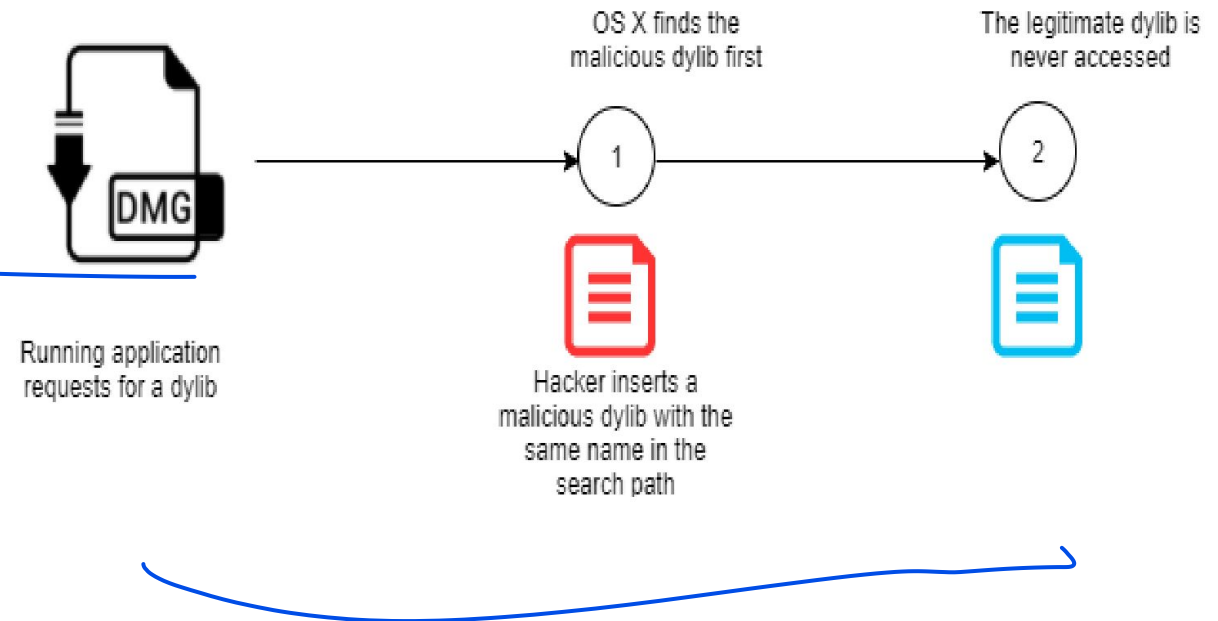 OS X finds the
malicious dylib first
The legitimate dylib is
never accessed
1
2
DMG
Running application
requests for a dylib
Hacker inserts a
malicious dylib with the
same name in the
search path